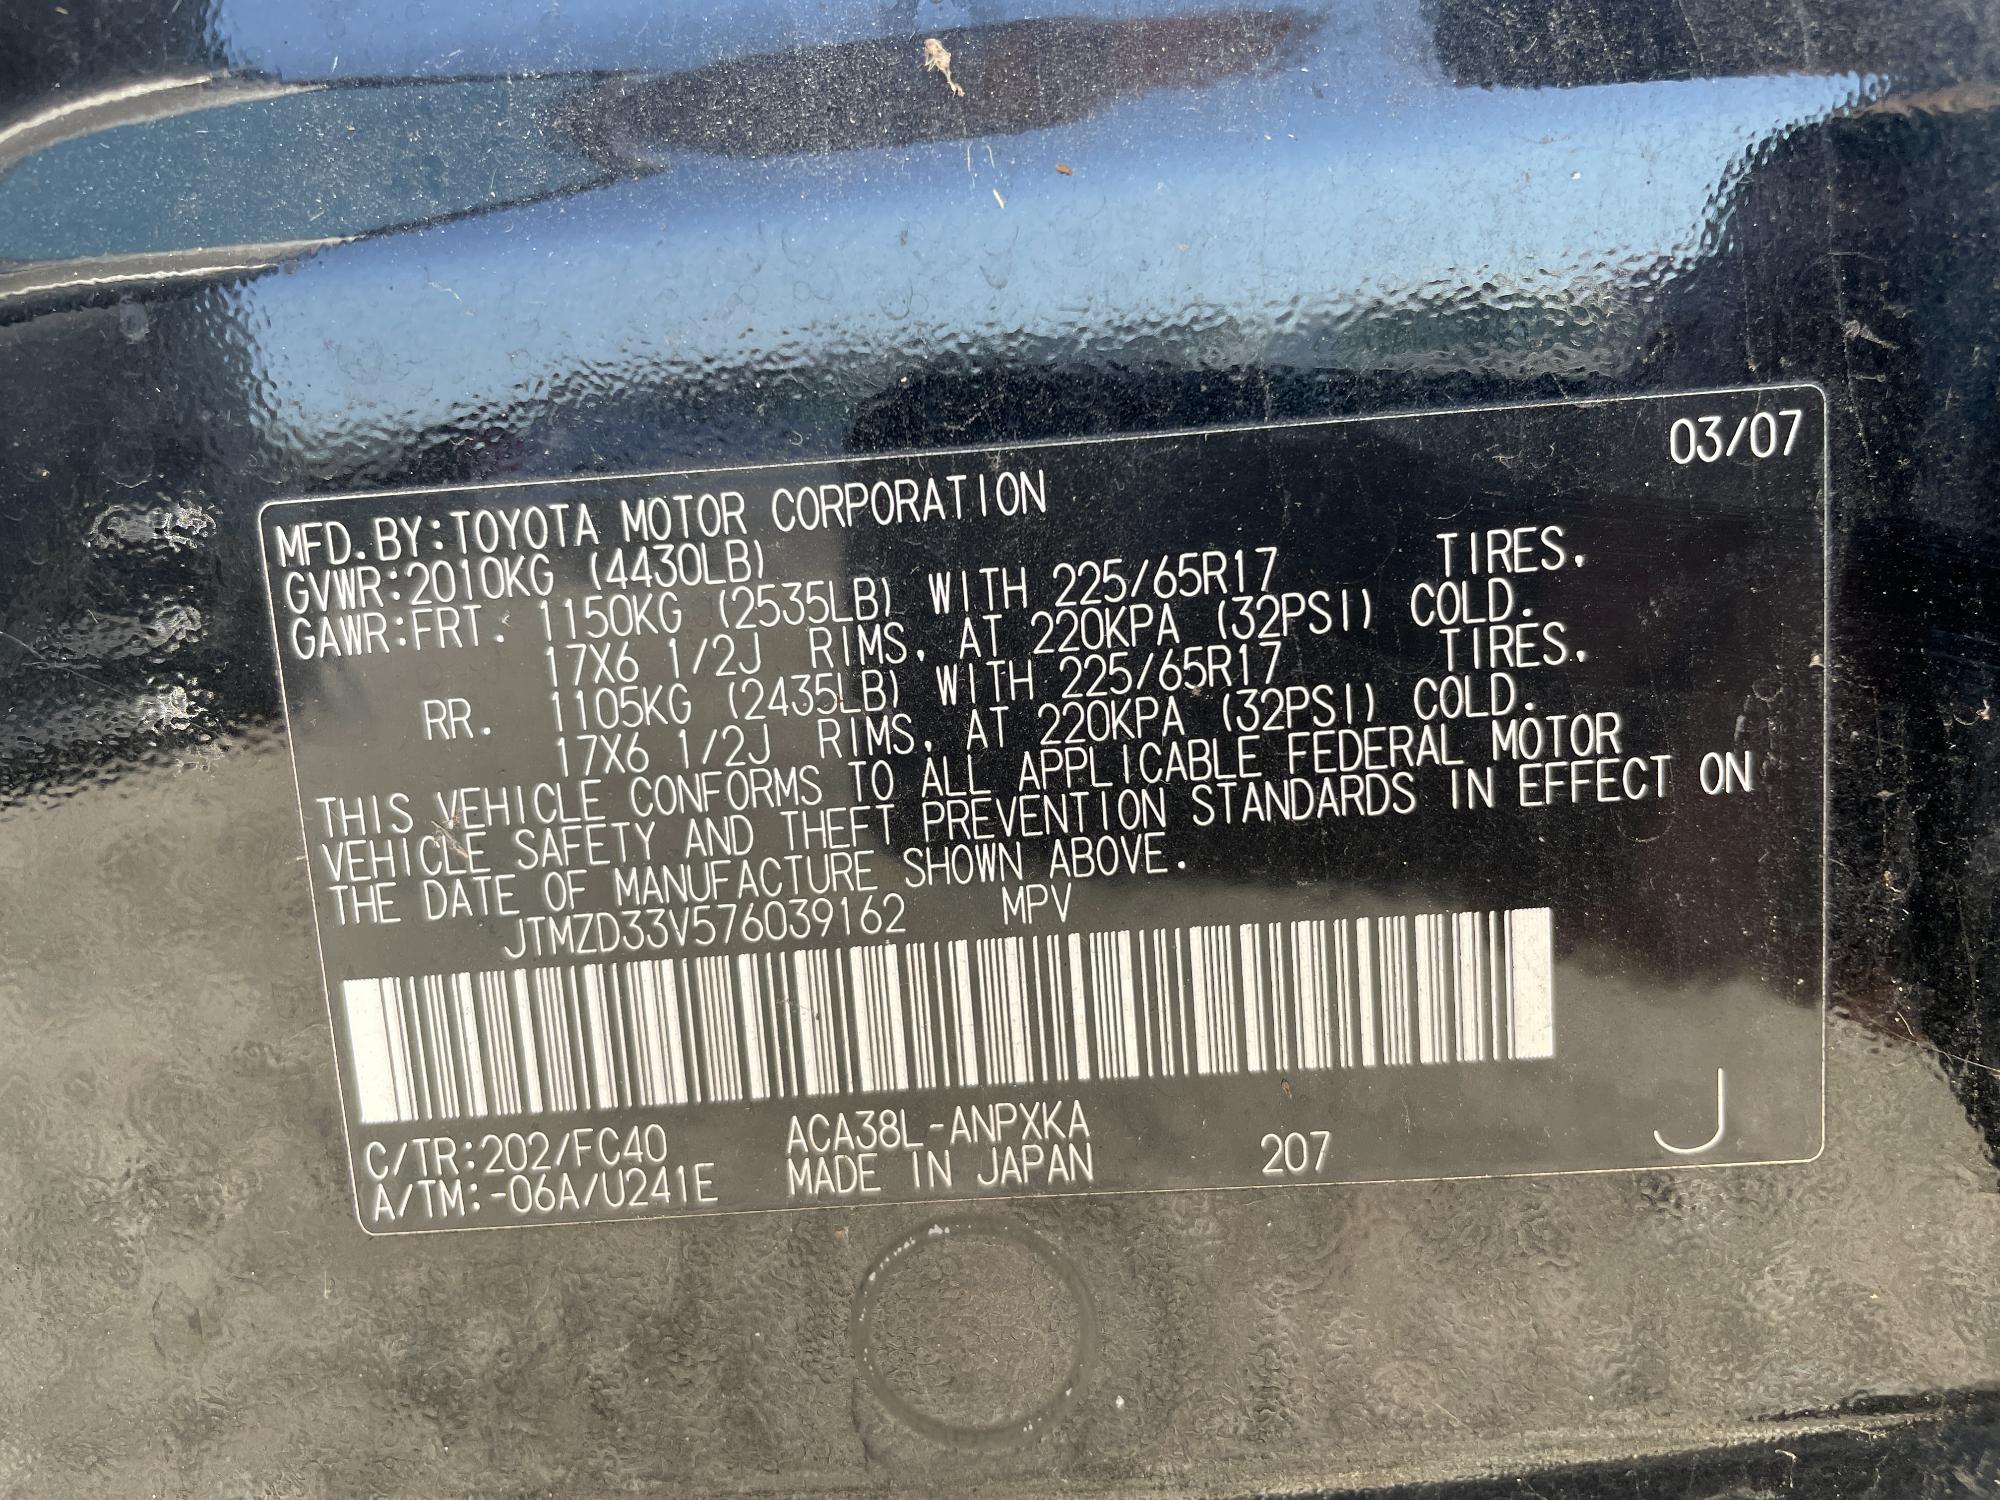 03/07
MFD.BY:TOYOTA MOTOR CORPORATION
GVWR:2010KG (4430LB)
GAWR:FRT. 1150KG (2535LB) WITH 225/65R17 TIRES,
17X6 1/2J RIMS, AT 220KPA (32PSI) COLD.
RR. 1105KG (2435LB) WITH 225/65R17 TIRES,
17X6 1/2J RIMS, AT 220KPA (32PSI) COLD.
THIS VEHICLE CONFORMS TO ALL APPLICABLE FEDERAL MOTOR
VEHICLE SAFETY AND THEFT PREVENTION STANDARDS IN EFFECT ON
THE DATE OF MANUFACTURE SHOWN ABOVE.
JTMZD33V576039162 MPV
C/TR:202/FC40 ACA38L-ANPXKA
A/TM:-06A/U241E MADE IN JAPAN 207 J